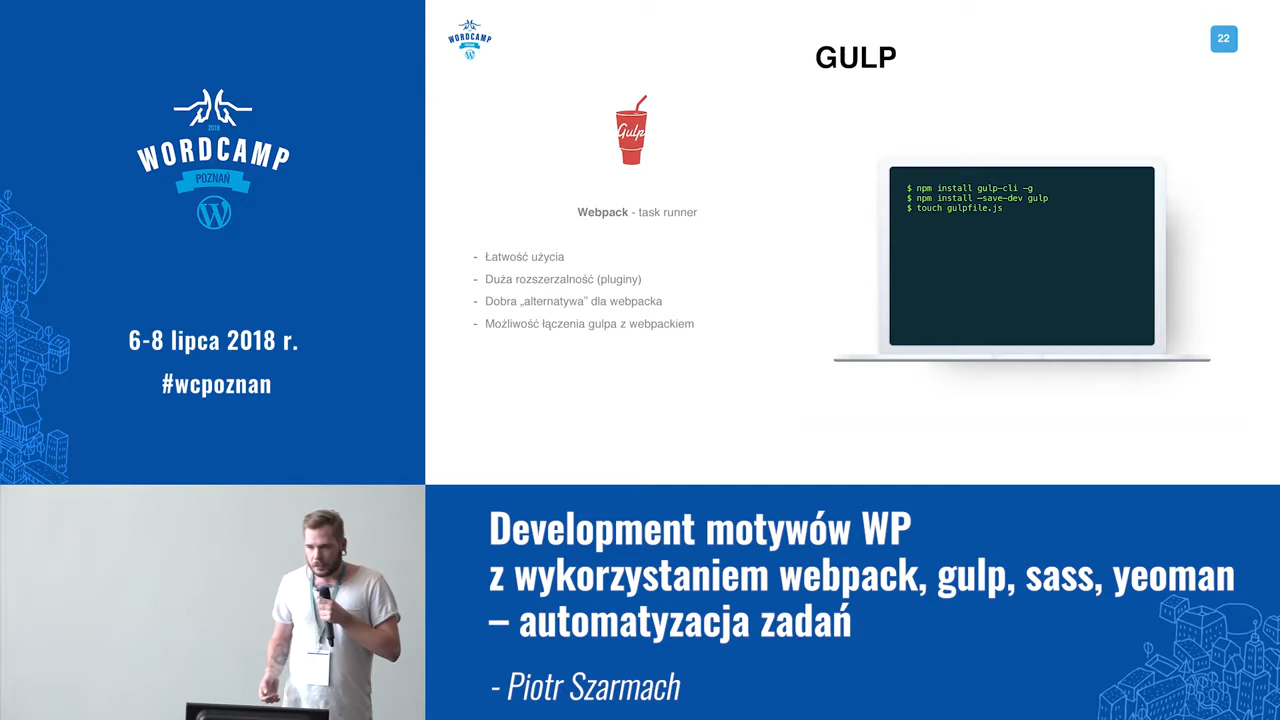 2018
WORDCAMP
POZNAŃ
6-8 lipca 2018 r.
#wcpoznan
WORDCAMP
22
GULP
Gulp
Webpack - task runner
- Łatwość użycia
- Duża rozszerzalność (pluginy)
- Dobra „alternatywa” dla webpacka
- Możliwość łączenia gulpa z webpackiem
$ npm install gulp-cli -g
$ npm install –save-dev gulp
$ touch gulpfile.js
Development motywów WP
z wykorzystaniem webpack, gulp, sass, yeoman
– automatyzacja zadań
- Piotr Szarmach